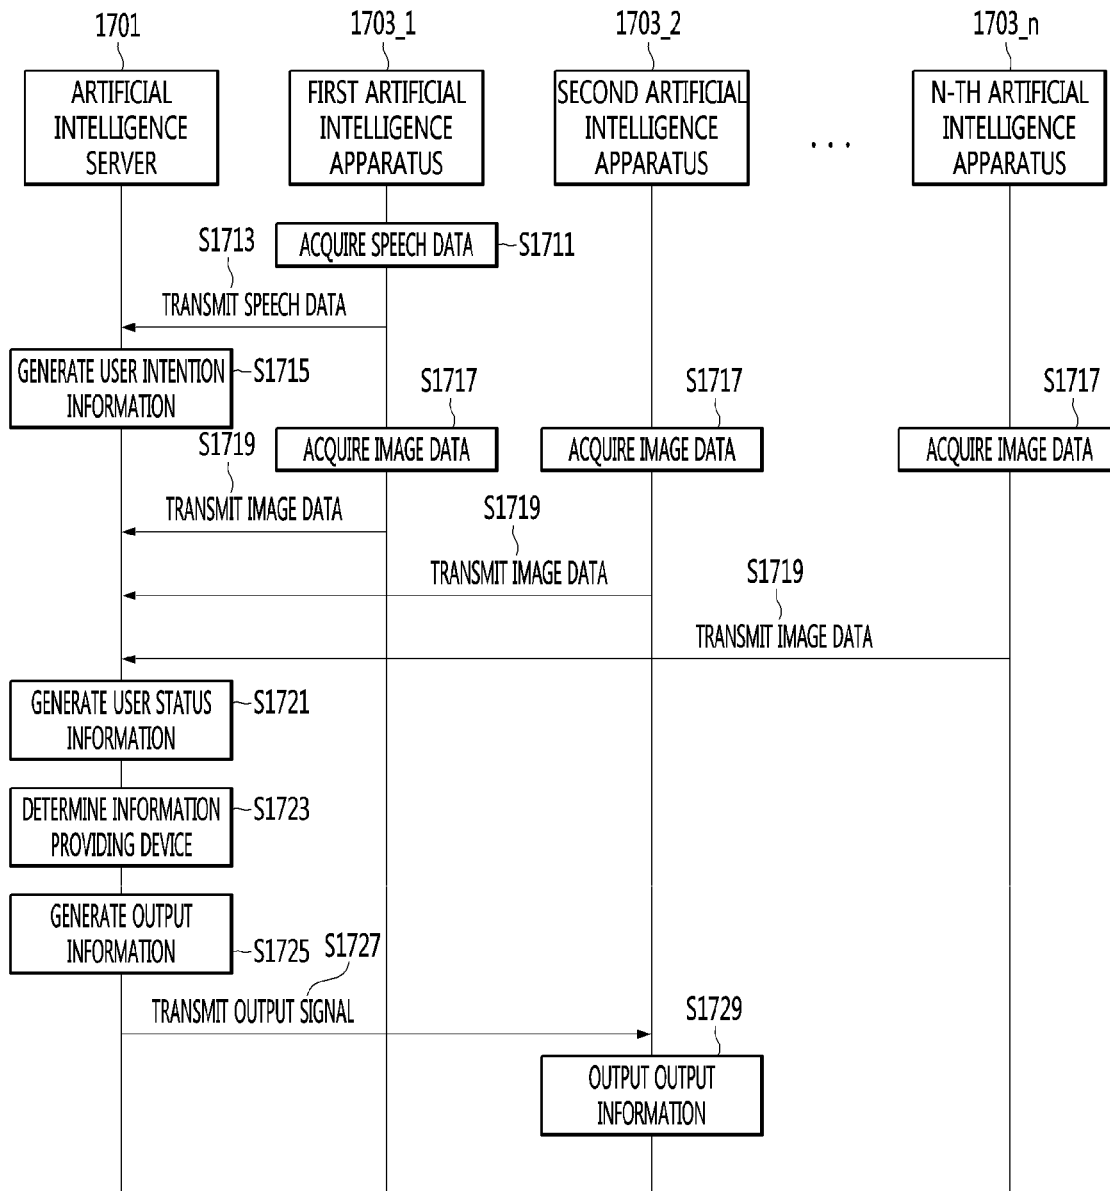 1701
1703_1
1703_2
1703_n
ARTIFICIAL
INTELLIGENCE
SERVER
FIRST ARTIFICIAL
INTELLIGENCE
APPARATUS
SECOND ARTIFICIAL
INTELLIGENCE
APPARATUS
. . .
N-TH ARTIFICIAL
INTELLIGENCE
APPARATUS
ACQUIRE SPEECH DATA
S1711
S1713
TRANSMIT SPEECH DATA
GENERATE USER INTENTION
INFORMATION
S1715
S1717
S1717
S1717
ACQUIRE IMAGE DATA
ACQUIRE IMAGE DATA
ACQUIRE IMAGE DATA
S1719
TRANSMIT IMAGE DATA
S1719
TRANSMIT IMAGE DATA
S1719
TRANSMIT IMAGE DATA
GENERATE USER STATUS
INFORMATION
S1721
DETERMINE INFORMATION
PROVIDING DEVICE
S1723
GENERATE OUTPUT
INFORMATION
S1725
S1727
TRANSMIT OUTPUT SIGNAL
S1729
OUTPUT OUTPUT
INFORMATION